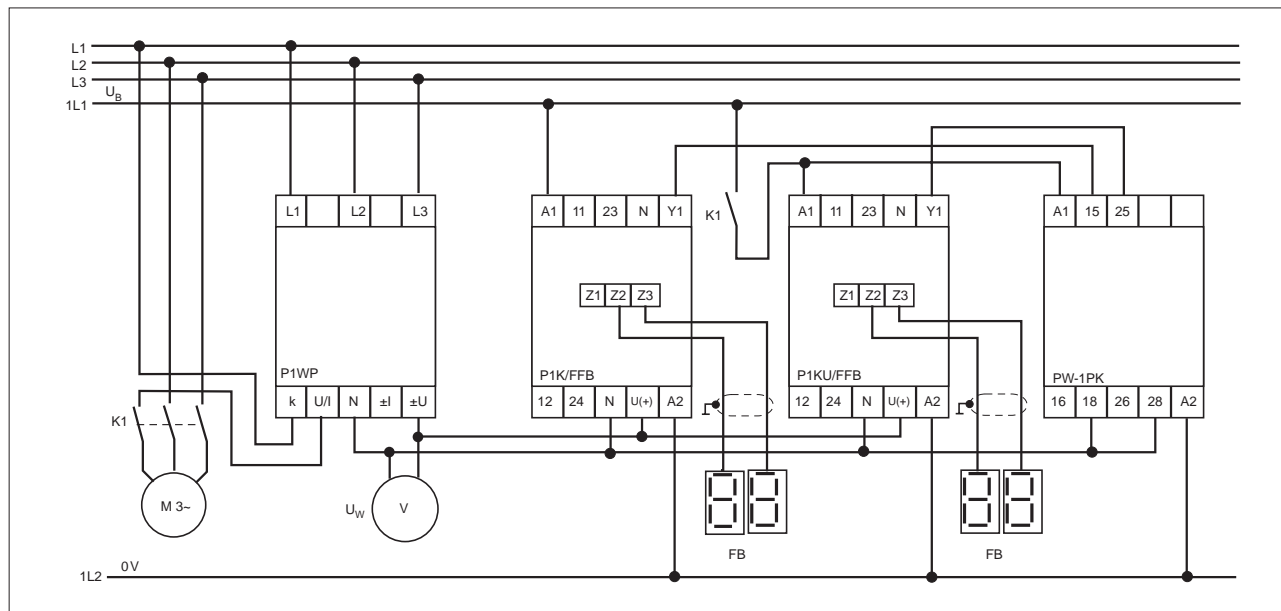 L1
L2
L3
U_B
1L1
K1
L1 L2 L3
A1 11 23 N Y1
A1 11 23 N Y1
A1 15 25
Z1 Z2 Z3
Z1 Z2 Z3
P1WP
P1K/FFB
P1KU/FFB
PW-1PK
k U/I N ±I ±U
12 24 N U(+) A2
12 24 N U(+) A2
16 18 26 28 A2
K1
M 3~
U_W
V
FB
FB
0V
1L2